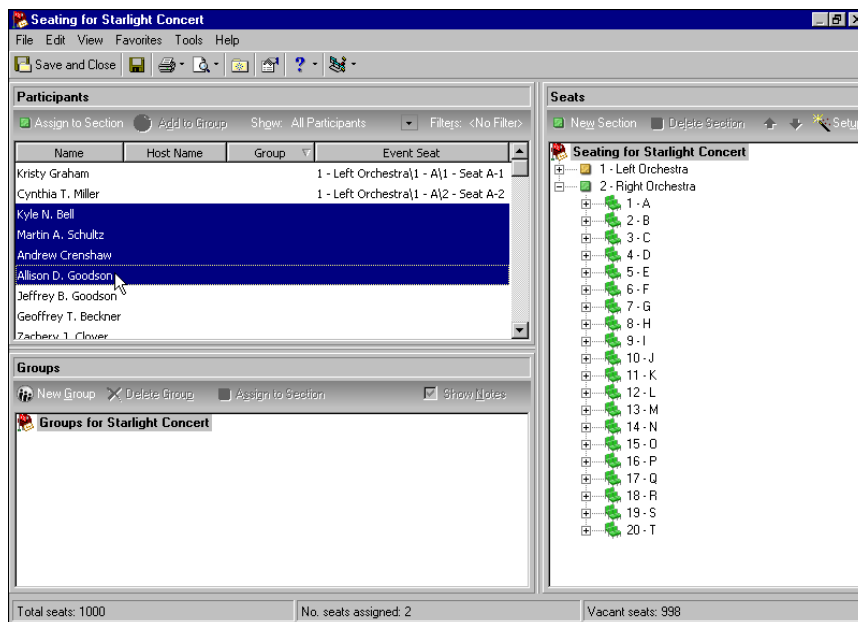 Seating for Starlight Concert
File Edit View Favorites Tools Help
Save and Close
Participants
Assign to Section Add to Group Show: All Participants Filters: <No Filter>
Name Host Name Group Event Seat
Kristy Graham 1 - Left Orchestra\1 - A\1 - Seat A-1
Cynthia T. Miller 1 - Left Orchestra\1 - A\2 - Seat A-2
Kyle N. Bell
Martin A. Schultz
Andrew Crenshaw
Allison D. Goodson
Jeffrey B. Goodson
Geoffrey T. Beckner
Zachery J. Clover
Groups
New Group Delete Group Assign to Section Show Notes
Groups for Starlight Concert
Seats
New Section Delete Section Setu
Seating for Starlight Concert
1 - Left Orchestra
2 - Right Orchestra
1 - A
2 - B
3 - C
4 - D
5 - E
6 - F
7 - G
8 - H
9 - I
10 - J
11 - K
12 - L
13 - M
14 - N
15 - O
16 - P
17 - Q
18 - R
19 - S
20 - T
Total seats: 1000 No. seats assigned: 2 Vacant seats: 998